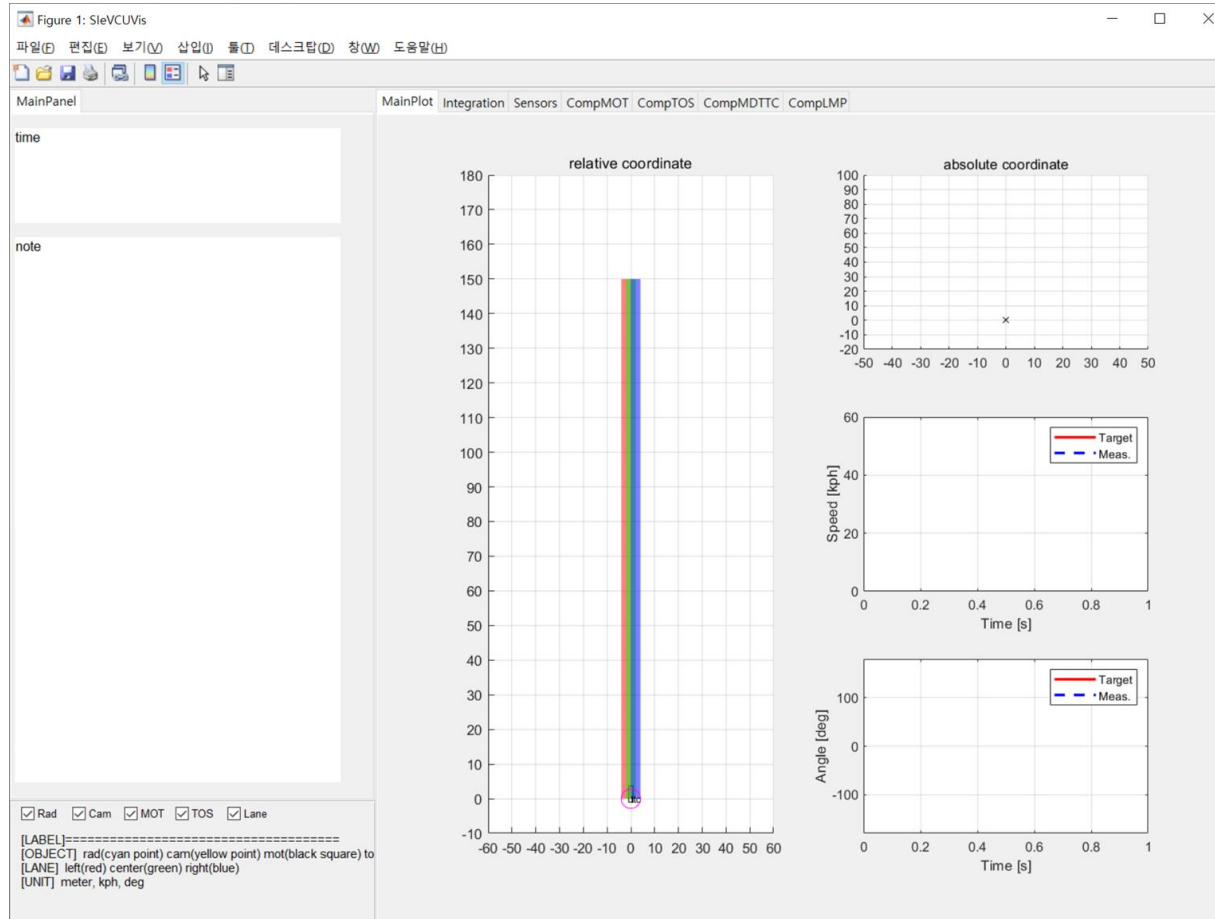 Figure 1: SleVCUVis
파일(F) 편집(E) 보기(V) 삽입(I) 툴(T) 데스크탑(D) 창(W) 도움말(H)
MainPanel
MainPlot Integration Sensors CompMOT CompTOS CompMDTTC CompLMP
time
note
relative coordinate
180
170
160
150
140
130
120
110
100
90
80
70
60
50
40
30
20
10
0
-10
-60 -50 -40 -30 -20 -10 0 10 20 30 40 50 60
absolute coordinate
100
90
80
70
60
50
40
30
20
10
0
-10
-20
-50 -40 -30 -20 -10 0 10 20 30 40 50
Speed [kph]
60
40
20
0
Target
Meas.
0 0.2 0.4 0.6 0.8 1
Time [s]
Angle [deg]
100
0
-100
Target
Meas.
0 0.2 0.4 0.6 0.8 1
Time [s]
Rad Cam MOT TOS Lane
[LABEL]=====================================
[OBJECT] rad(cyan point) cam(yellow point) mot(black square) to
[LANE] left(red) center(green) right(blue)
[UNIT] meter, kph, deg